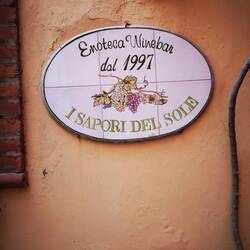 Enoteca Winebar
dal 1997
I SAPORI DEL SOLE